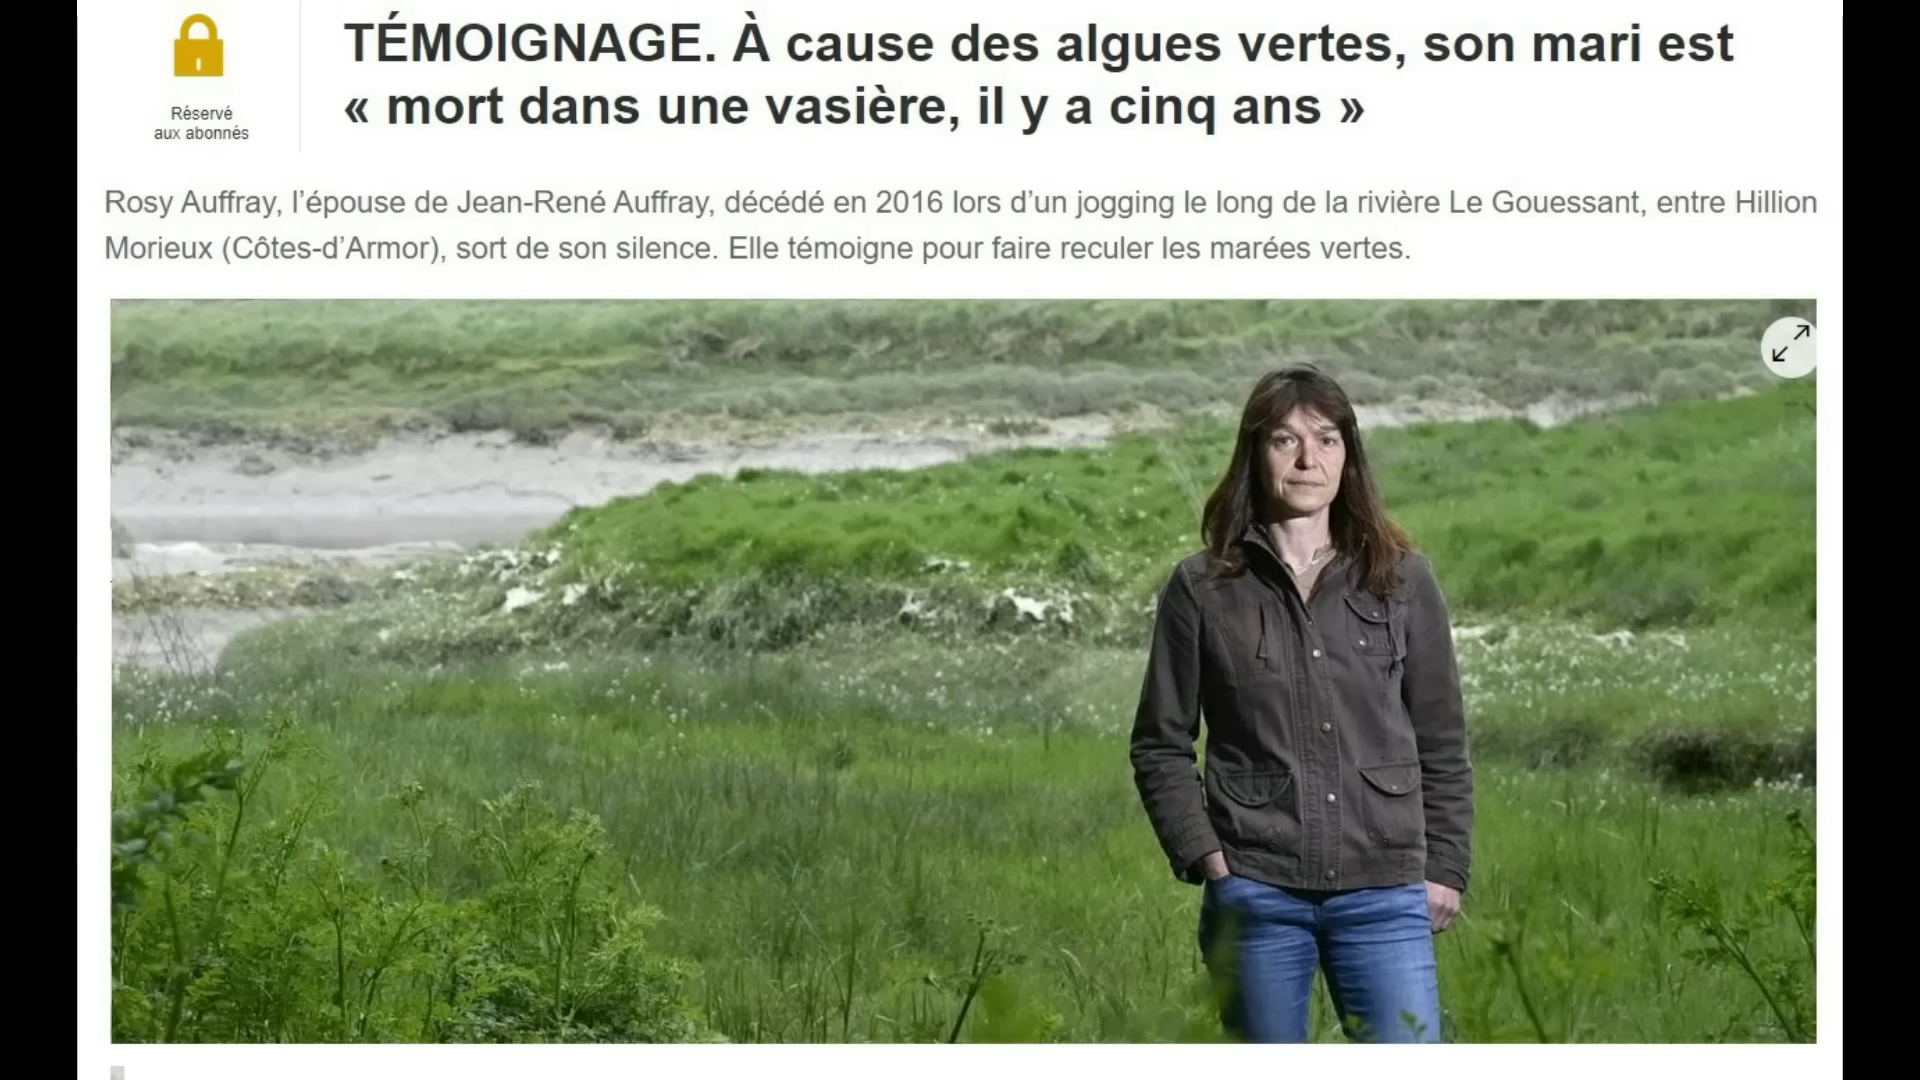 TÉMOIGNAGE. À cause des algues vertes, son mari est
« mort dans une vasière, il y a cinq ans »
Réservé
aux abonnés
Rosy Auffray, l’épouse de Jean-René Auffray, décédé en 2016 lors d’un jogging le long de la rivière Le Gouessant, entre Hillion
Morieux (Côtes-d’Armor), sort de son silence. Elle témoigne pour faire reculer les marées vertes.